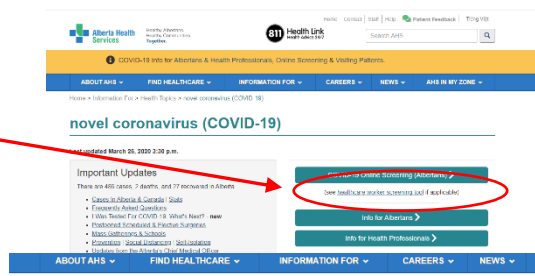 Home Contact Staff Help Patient Feedback Tiếng Việt
Alberta Health Services
Healthy Albertans.
Healthy Communities.
Together.
811 Health Link
Health Advice 24/7
Search AHS
COVID-19 Info for Albertans & Health Professionals, Online Screening & Visiting Patients.
ABOUT AHS FIND HEALTHCARE INFORMATION FOR CAREERS NEWS AHS IN MY ZONE
Home > Information For > Health Topics > novel coronavirus (COVID-19)
novel coronavirus (COVID-19)
Last updated March 26, 2020 3:30 p.m.
Important Updates
There are 486 cases, 2 deaths, and 27 recovered in Alberta
Cases in Alberta & Canada | Stats
Frequently Asked Questions
I Was Tested For COVID-19. What's Next? - new
Postponed Scheduled & Elective Surgeries
Mass Gatherings & Schools
Prevention | Social Distancing | Self-Isolation
Updates from the Alberta's Chief Medical Officer
COVID-19 Online Screening (Albertans) >
(see healthcare worker screening tool if applicable)
Info for Albertans >
Info for Health Professionals >
ABOUT AHS FIND HEALTHCARE INFORMATION FOR CAREERS NEWS